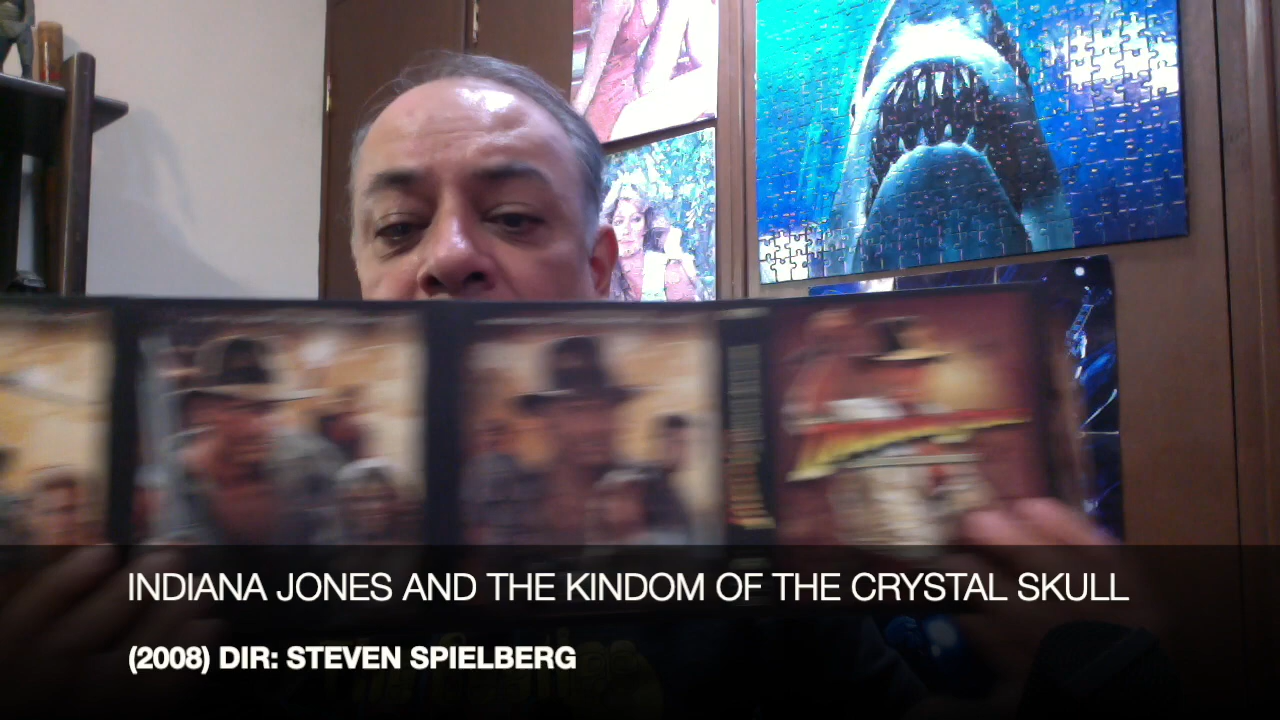 INDIANA JONES AND THE KINDOM OF THE CRYSTAL SKULL
(2008) DIR: STEVEN SPIELBERG